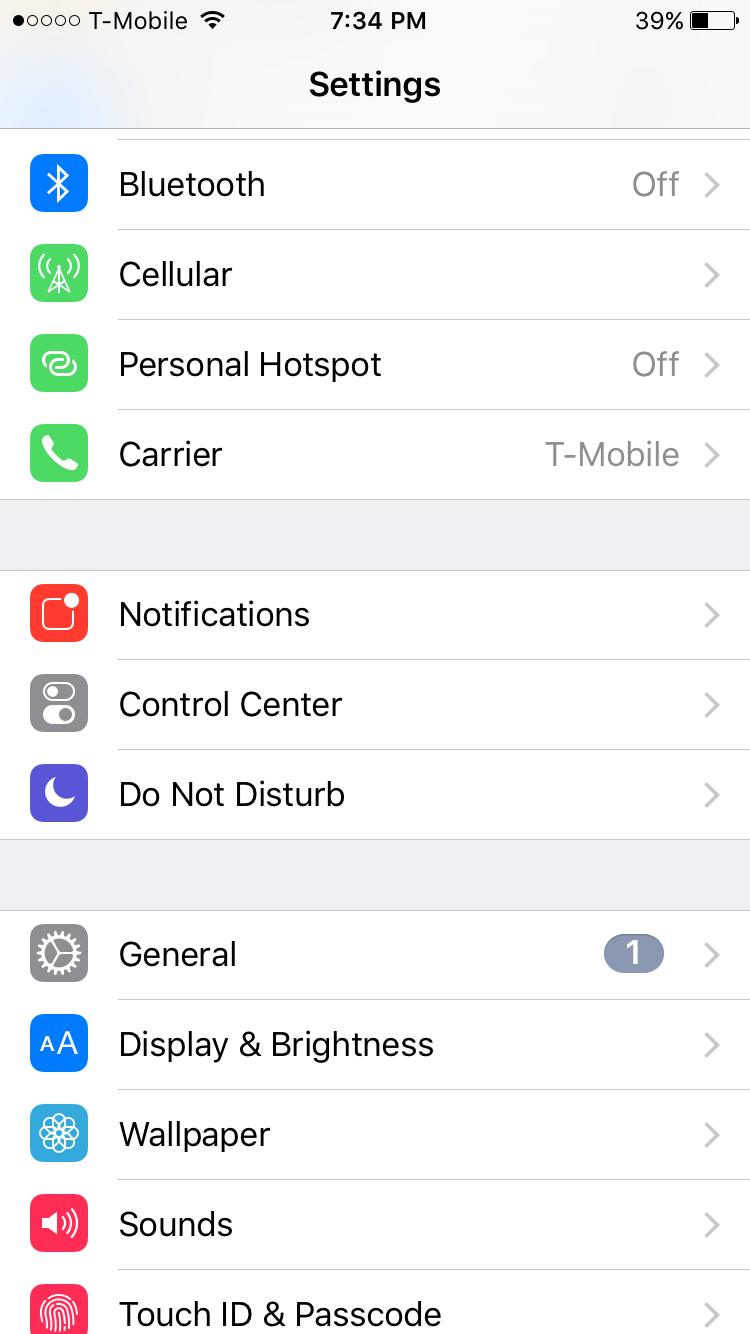 T-Mobile 7:34 PM 39%
Settings
Bluetooth Off
Cellular
Personal Hotspot Off
Carrier T-Mobile
Notifications
Control Center
Do Not Disturb
General 1
AA Display & Brightness
Wallpaper
Sounds
Touch ID & Passcode